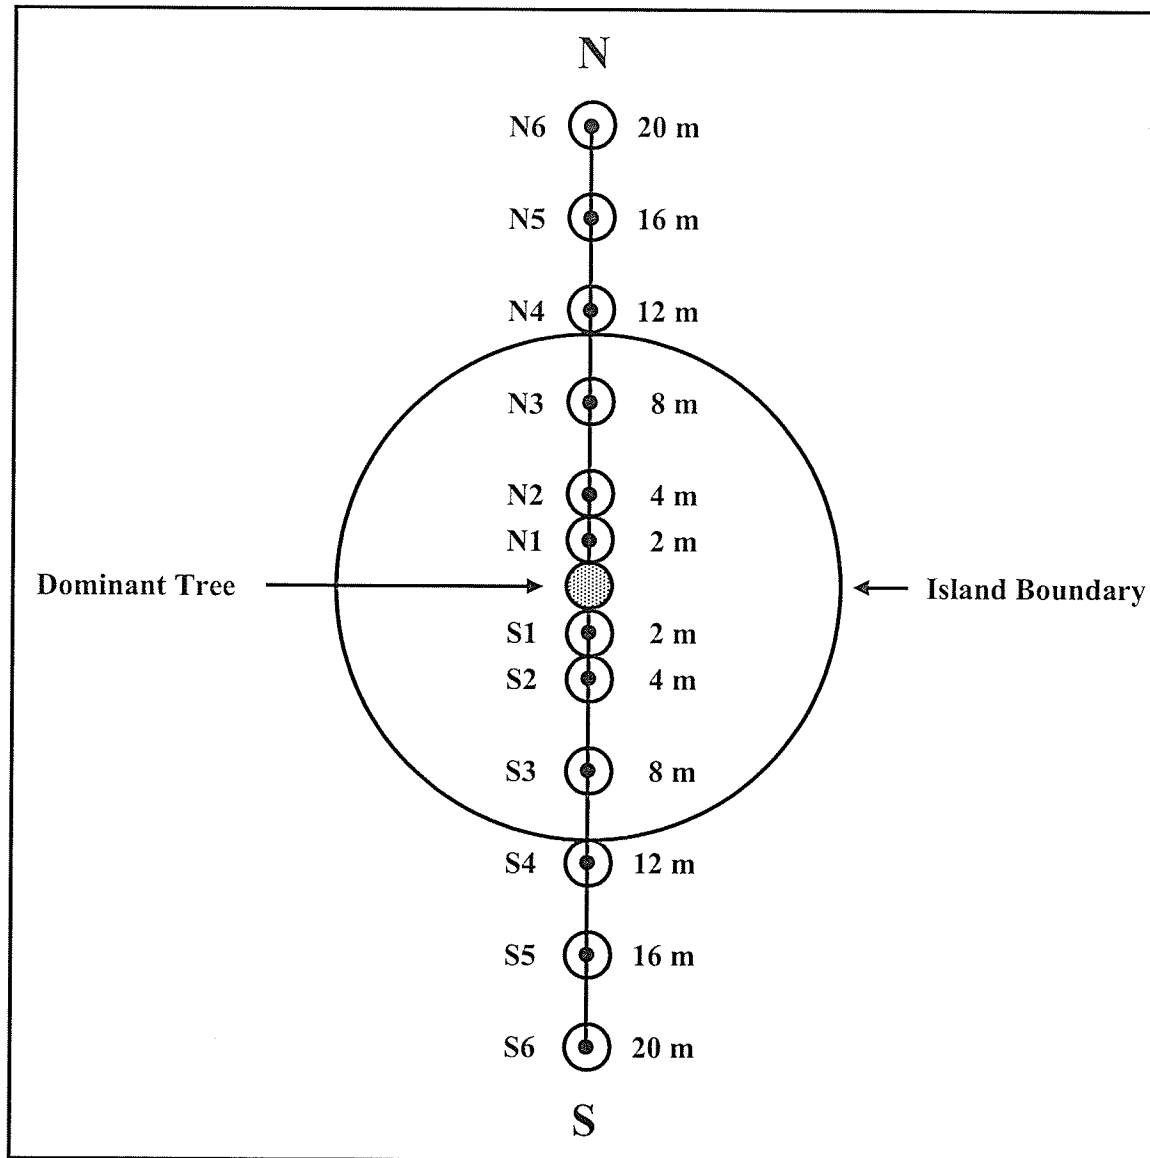 N
N6 20 m
N5 16 m
N4 12 m
N3 8 m
N2 4 m
N1 2 m
Dominant Tree
Island Boundary
S1 2 m
S2 4 m
S3 8 m
S4 12 m
S5 16 m
S6 20 m
S